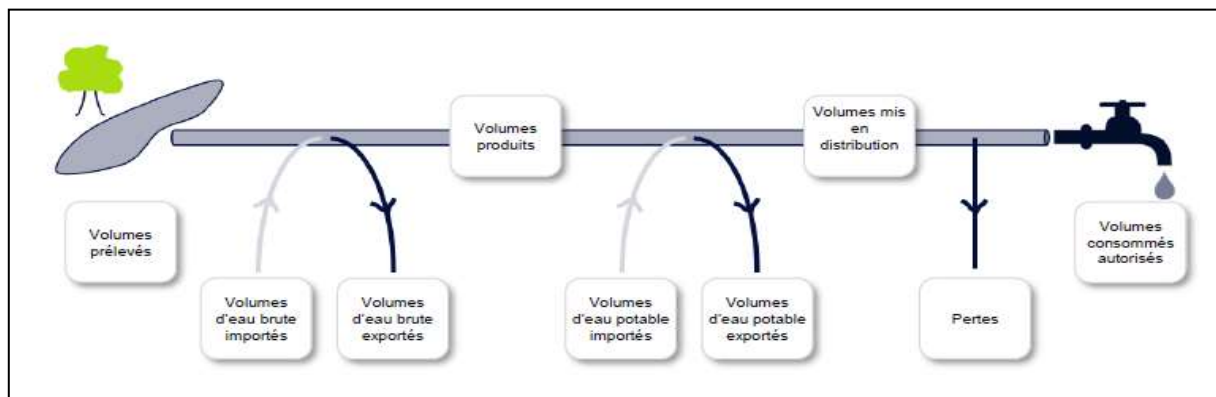 Volumes
prélevés
Volumes
d'eau brute
importés
Volumes
d'eau brute
exportés
Volumes
produits
Volumes
d'eau potable
importés
Volumes
d'eau potable
exportés
Volumes mis
en
distribution
Pertes
Volumes
consommés
autorisés